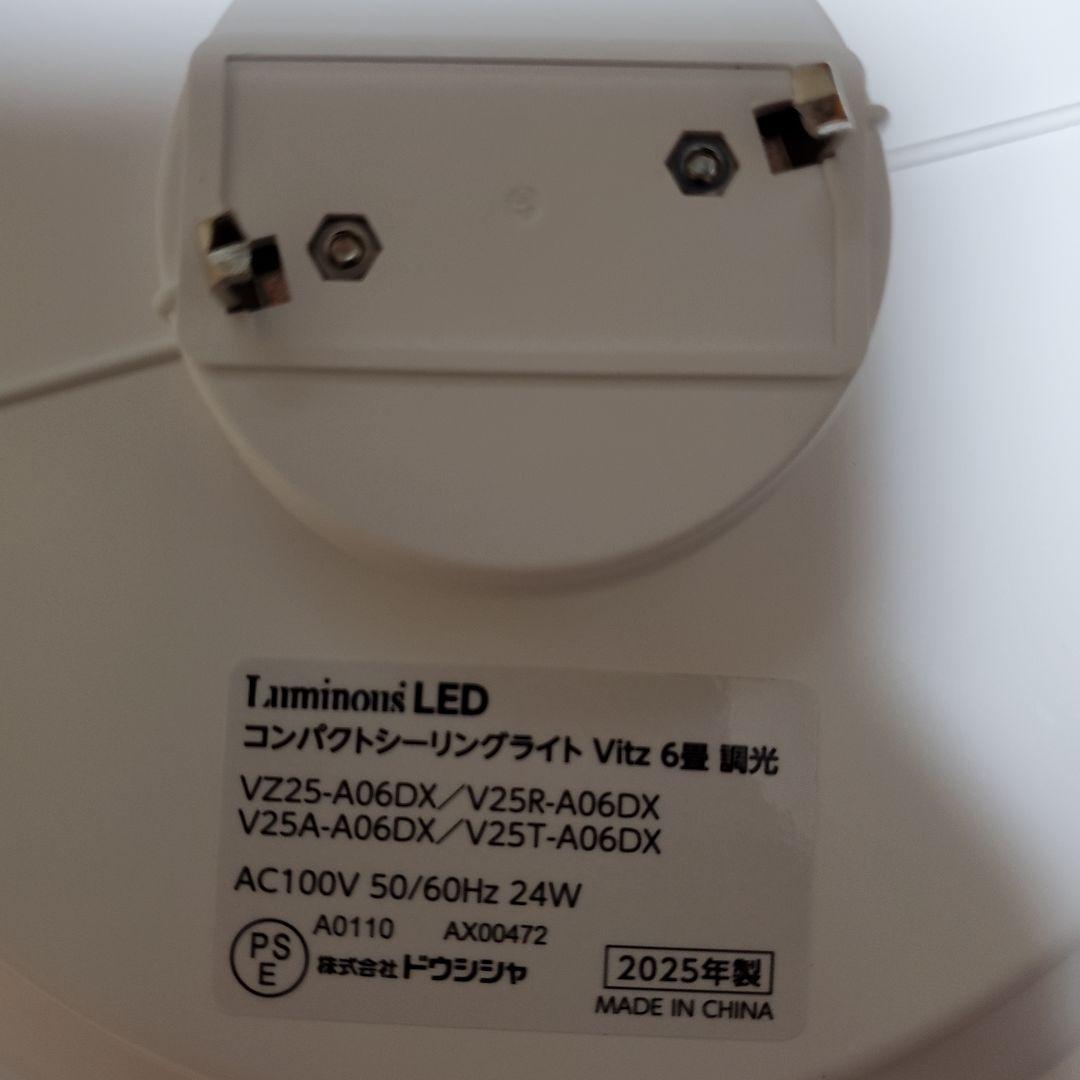 Luminous LED
コンパクトシーリングライト Vitz 6畳 調光
VZ25-A06DX／V25R-A06DX
V25A-A06DX／V25T-A06DX
AC100V 50/60Hz 24W
PSE
A0110 AX00472
株式会社ドウシシャ
2025年製
MADE IN CHINA